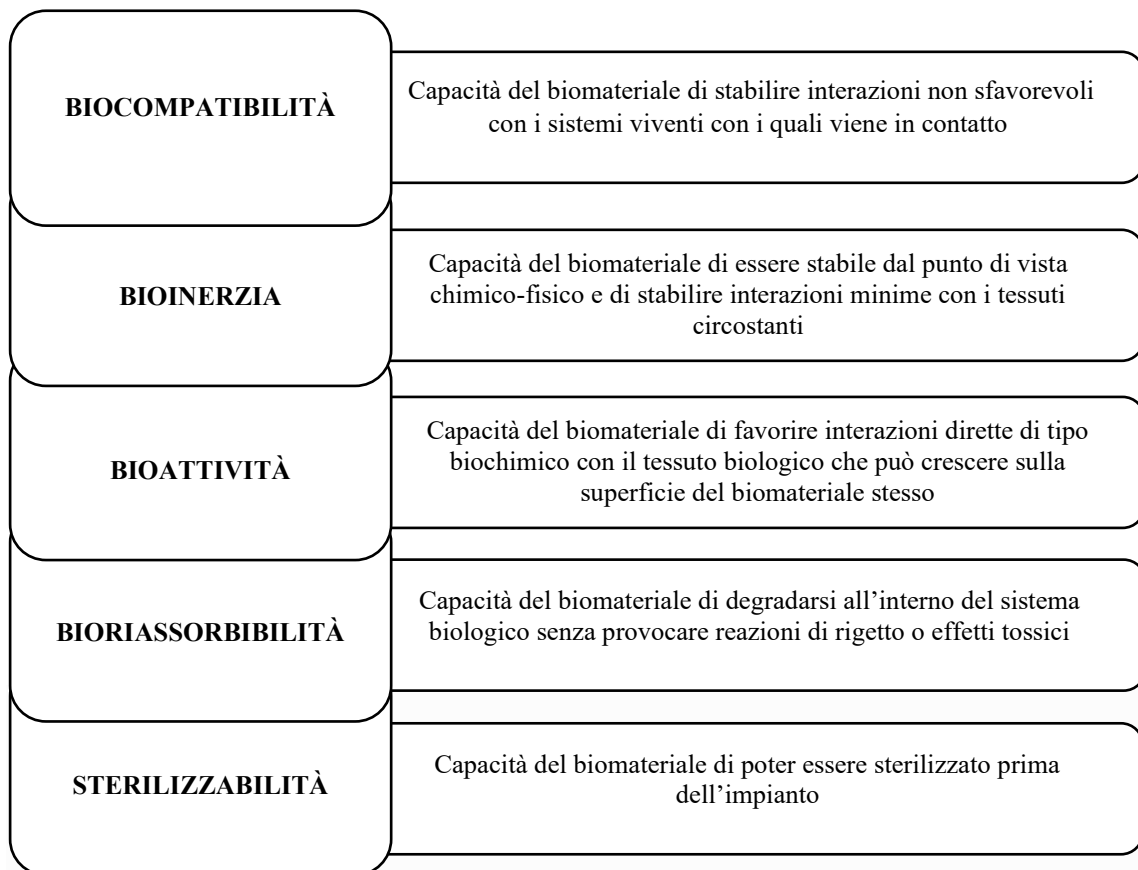 BIOCOMPATIBILITÀ
Capacità del biomateriale di stabilire interazioni non sfavorevoli
con i sistemi viventi con i quali viene in contatto
BIOINERZIA
Capacità del biomateriale di essere stabile dal punto di vista
chimico-fisico e di stabilire interazioni minime con i tessuti
circostanti
BIOATTIVITÀ
Capacità del biomateriale di favorire interazioni dirette di tipo
biochimico con il tessuto biologico che può crescere sulla
superficie del biomateriale stesso
BIORIASSORBIBILITÀ
Capacità del biomateriale di degradarsi all’interno del sistema
biologico senza provocare reazioni di rigetto o effetti tossici
STERILIZZABILITÀ
Capacità del biomateriale di poter essere sterilizzato prima
dell’impianto